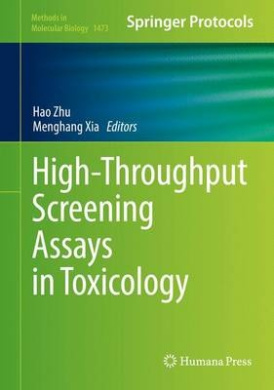 Methods in
Molecular Biology 1473
Springer Protocols
Hao Zhu
Menghang Xia Editors
High-Throughput
Screening
Assays
in Toxicology
Humana Press